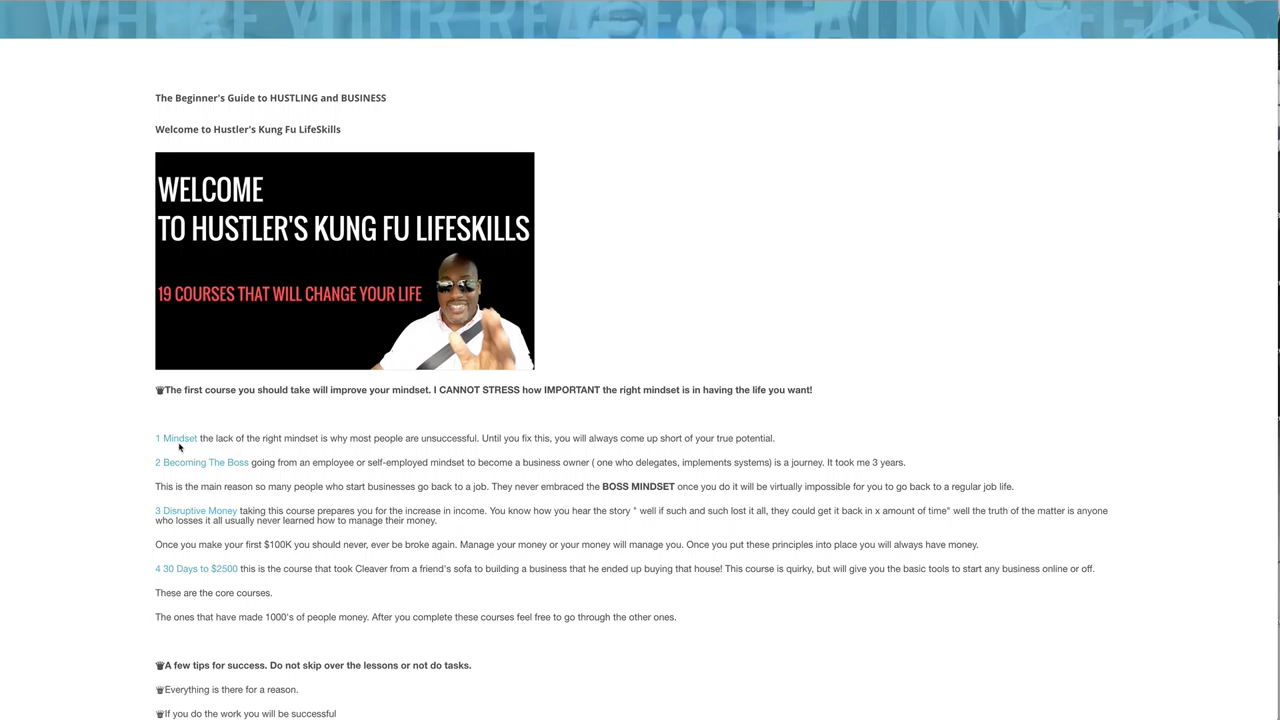 WHERE YOUR REAL EDUCATION BEGINS
The Beginner's Guide to HUSTLING and BUSINESS
Welcome to Hustler's Kung Fu LifeSkills
WELCOME
TO HUSTLER'S KUNG FU LIFESKILLS
19 COURSES THAT WILL CHANGE YOUR LIFE
♛The first course you should take will improve your mindset. I CANNOT STRESS how IMPORTANT the right mindset is in having the life you want!
1 Mindset the lack of the right mindset is why most people are unsuccessful. Until you fix this, you will always come up short of your true potential.
2 Becoming The Boss going from an employee or self-employed mindset to become a business owner ( one who delegates, implements systems) is a journey. It took me 3 years.
This is the main reason so many people who start businesses go back to a job. They never embraced the BOSS MINDSET once you do it will be virtually impossible for you to go back to a regular job life.
3 Disruptive Money taking this course prepares you for the increase in income. You know how you hear the story " well if such and such lost it all, they could get it back in x amount of time" well the truth of the matter is anyone
who losses it all usually never learned how to manage their money.
Once you make your first $100K you should never, ever be broke again. Manage your money or your money will manage you. Once you put these principles into place you will always have money.
4 30 Days to $2500 this is the course that took Cleaver from a friend's sofa to building a business that he ended up buying that house! This course is quirky, but will give you the basic tools to start any business online or off.
These are the core courses.
The ones that have made 1000's of people money. After you complete these courses feel free to go through the other ones.
♛A few tips for success. Do not skip over the lessons or not do tasks.
♛Everything is there for a reason.
♛If you do the work you will be successful